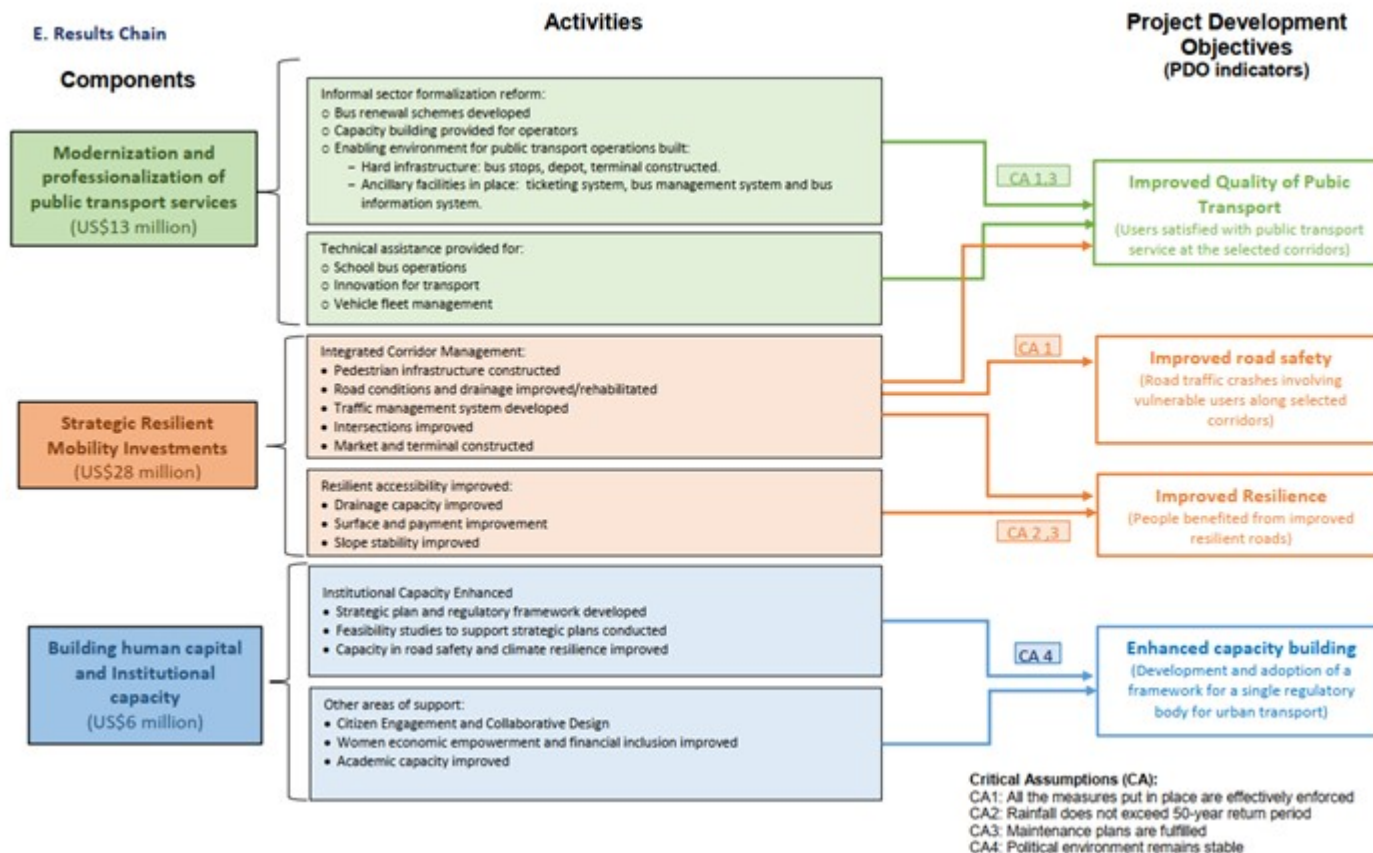 E. Results Chain
Components
Activities
Project Development
Objectives
(PDO indicators)
Modernization and
professionalization of
public transport services
(US$13 million)
Informal sector formalization reform:
○ Bus renewal schemes developed
○ Capacity building provided for operators
○ Enabling environment for public transport operations built:
– Hard infrastructure: bus stops, depot, terminal constructed.
– Ancillary facilities in place: ticketing system, bus management system and bus
information system.
Technical assistance provided for:
○ School bus operations
○ Innovation for transport
○ Vehicle fleet management
CA 1,3
Improved Quality of Pubic
Transport
(Users satisfied with public transport
service at the selected corridors)
Strategic Resilient
Mobility Investments
(US$28 million)
Integrated Corridor Management:
• Pedestrian infrastructure constructed
• Road conditions and drainage improved/rehabilitated
• Traffic management system developed
• Intersections improved
• Market and terminal constructed
Resilient accessibility improved:
• Drainage capacity improved
• Surface and payment improvement
• Slope stability improved
CA 1
Improved road safety
(Road traffic crashes involving
vulnerable users along selected
corridors)
CA 2 ,3
Improved Resilience
(People benefited from improved
resilient roads)
Building human capital
and Institutional
capacity
(US$6 million)
Institutional Capacity Enhanced
• Strategic plan and regulatory framework developed
• Feasibility studies to support strategic plans conducted
• Capacity in road safety and climate resilience improved
Other areas of support:
• Citizen Engagement and Collaborative Design
• Women economic empowerment and financial inclusion improved
• Academic capacity improved
CA 4
Enhanced capacity building
(Development and adoption of a
framework for a single regulatory
body for urban transport)
Critical Assumptions (CA):
CA1: All the measures put in place are effectively enforced
CA2: Rainfall does not exceed 50-year return period
CA3: Maintenance plans are fulfilled
CA4: Political environment remains stable